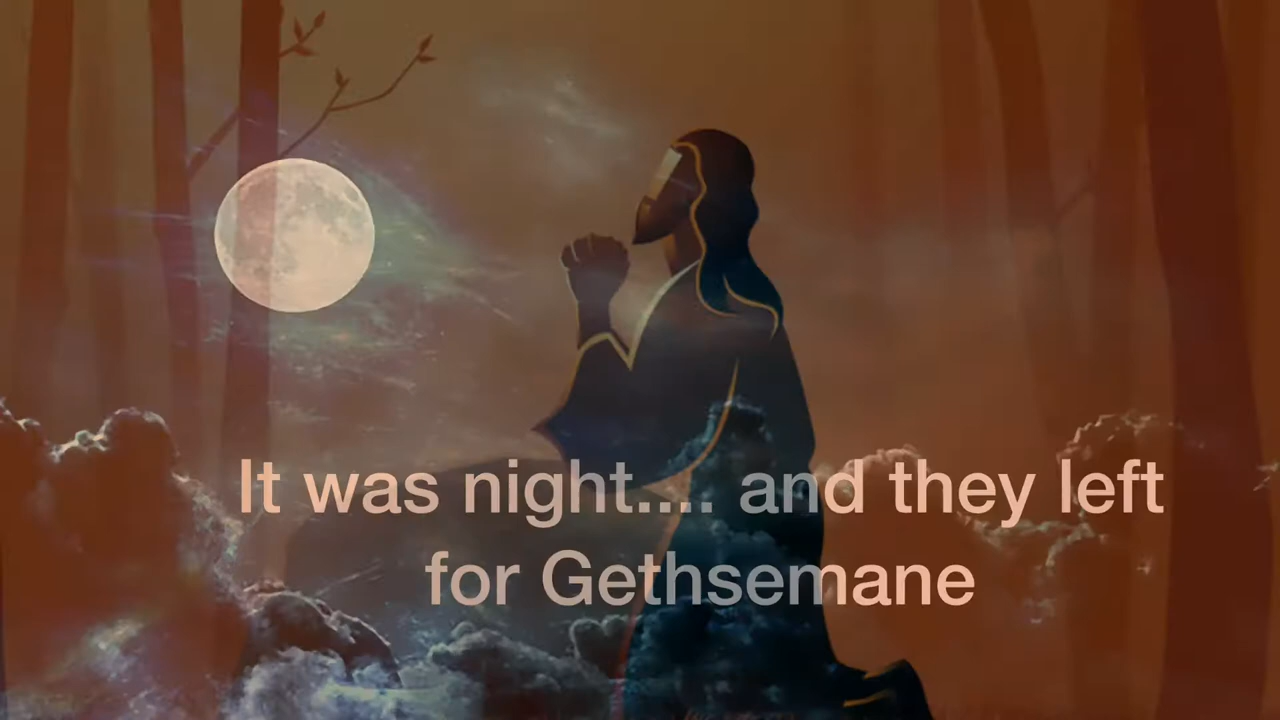 It was night.... and they left
for Gethsemane